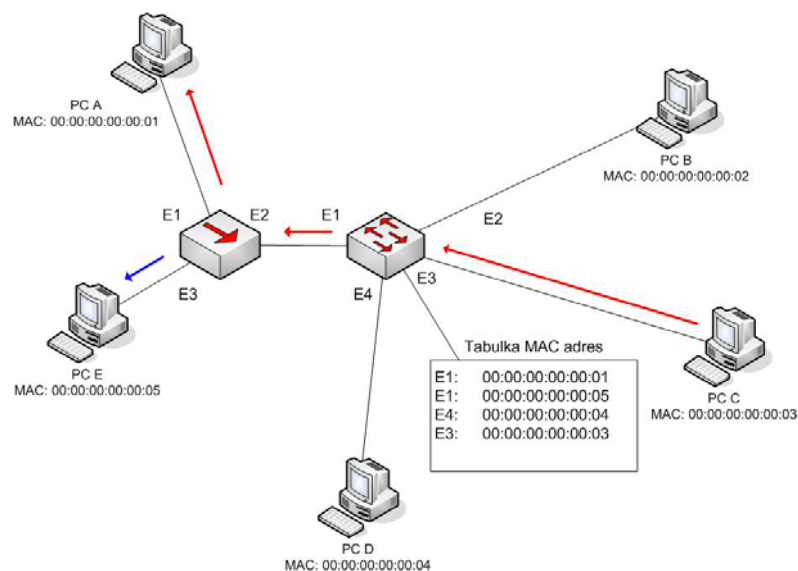 PC A
MAC: 00:00:00:00:00:01
PC B
MAC: 00:00:00:00:00:02
E1
E2
E1
E2
E3
E3
E4
PC E
MAC: 00:00:00:00:00:05
Tabulka MAC adres
E1: 00:00:00:00:00:01
E1: 00:00:00:00:00:05
E4: 00:00:00:00:00:04
E3: 00:00:00:00:00:03
PC C
MAC: 00:00:00:00:00:03
PC D
MAC: 00:00:00:00:00:04